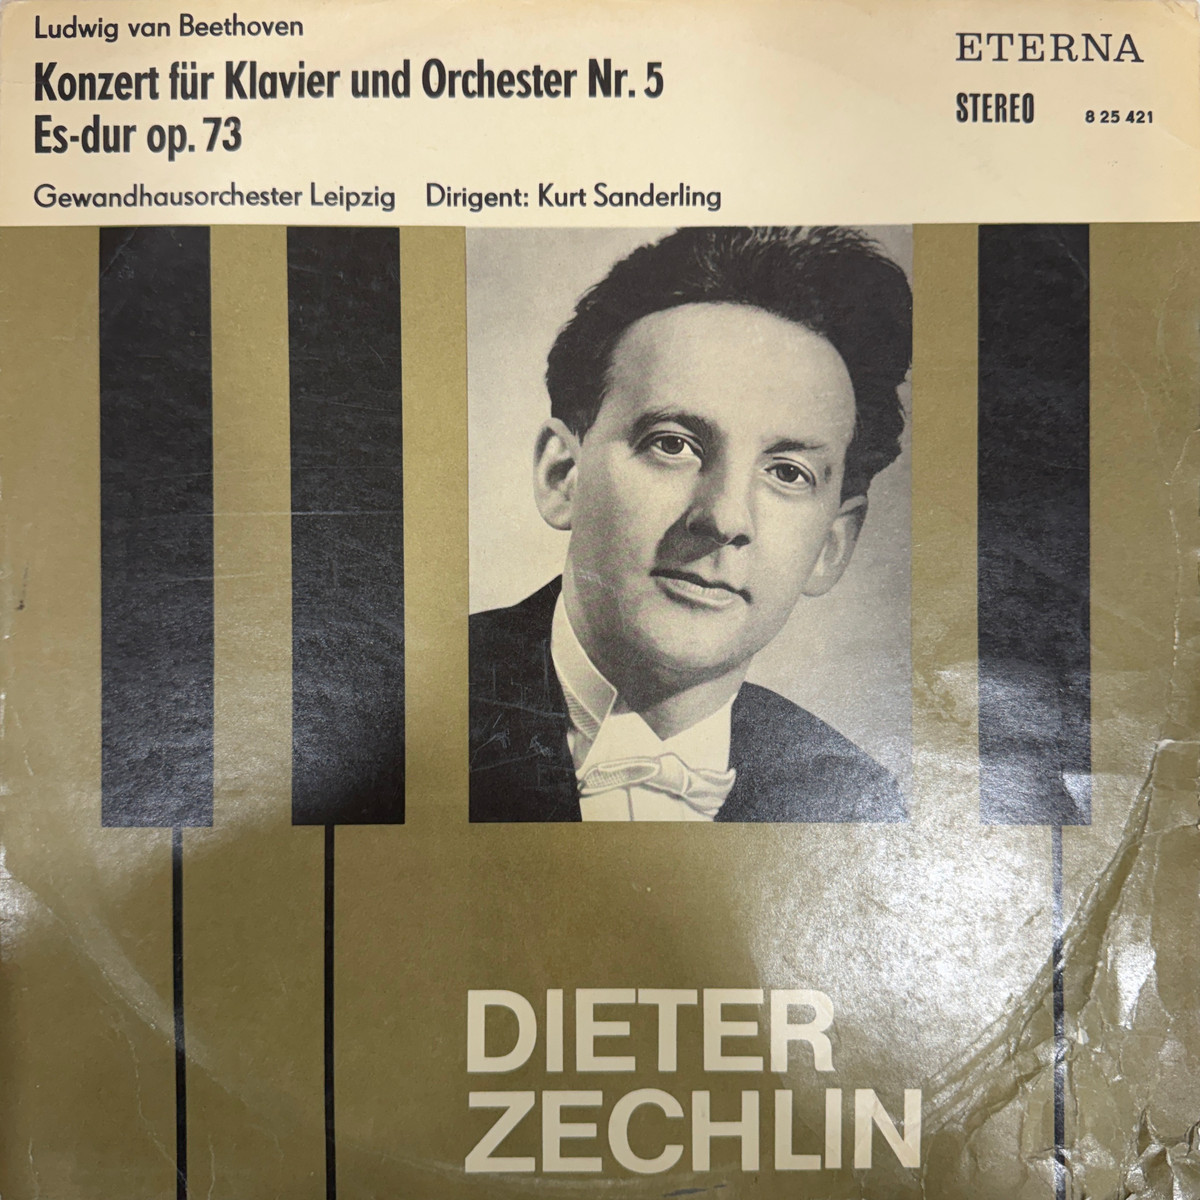 Ludwig van Beethoven
Konzert für Klavier und Orchester Nr. 5
Es-dur op. 73
Gewandhausorchester Leipzig Dirigent: Kurt Sanderling
ETERNA
STEREO 8 25 421
DIETER
ZECHLIN